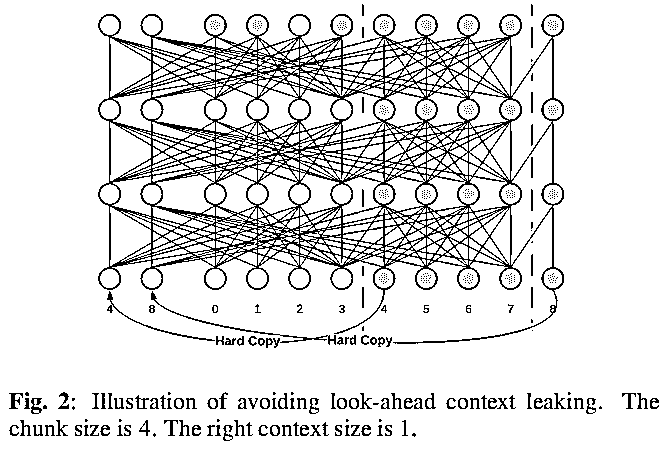 4 8 0 1 2 3 4 5 6 7 8
Hard Copy Hard Copy
Fig. 2: Illustration of avoiding look-ahead context leaking. The
chunk size is 4. The right context size is 1.